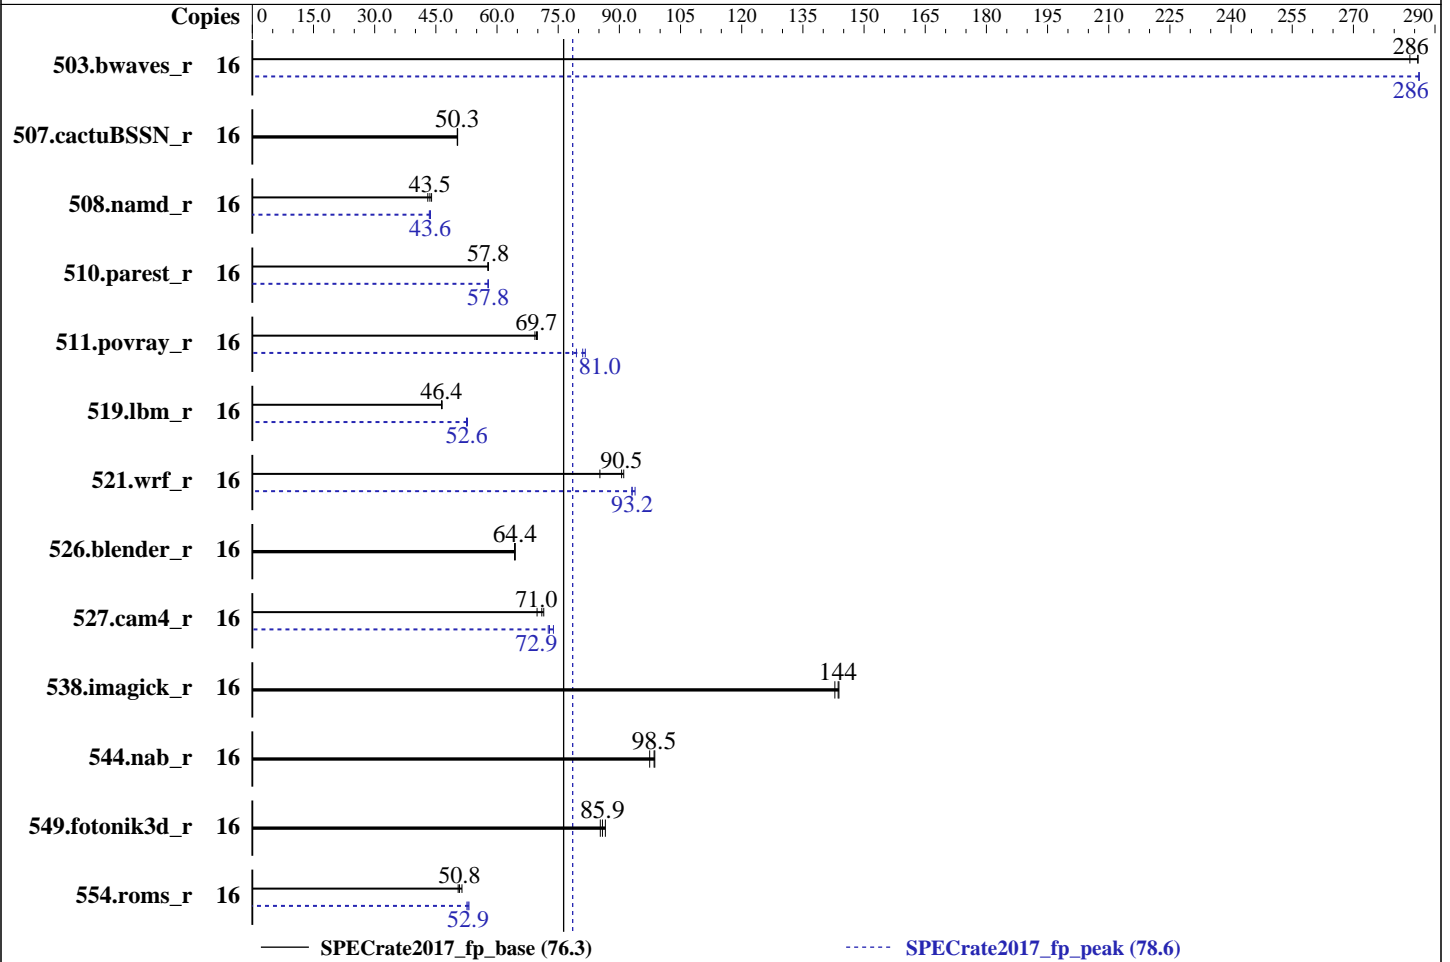 Copies 0 15.0 30.0 45.0 60.0 75.0 90.0 105 120 135 150 165 180 195 210 225 240 255 270 290
286
503.bwaves_r 16
286
50.3
507.cactuBSSN_r 16
43.5
508.namd_r 16
43.6
57.8
510.parest_r 16
57.8
69.7
511.povray_r 16
81.0
46.4
519.lbm_r 16
52.6
90.5
521.wrf_r 16
93.2
64.4
526.blender_r 16
71.0
527.cam4_r 16
72.9
144
538.imagick_r 16
98.5
544.nab_r 16
85.9
549.fotonik3d_r 16
50.8
554.roms_r 16
52.9
SPECrate2017_fp_base (76.3) SPECrate2017_fp_peak (78.6)